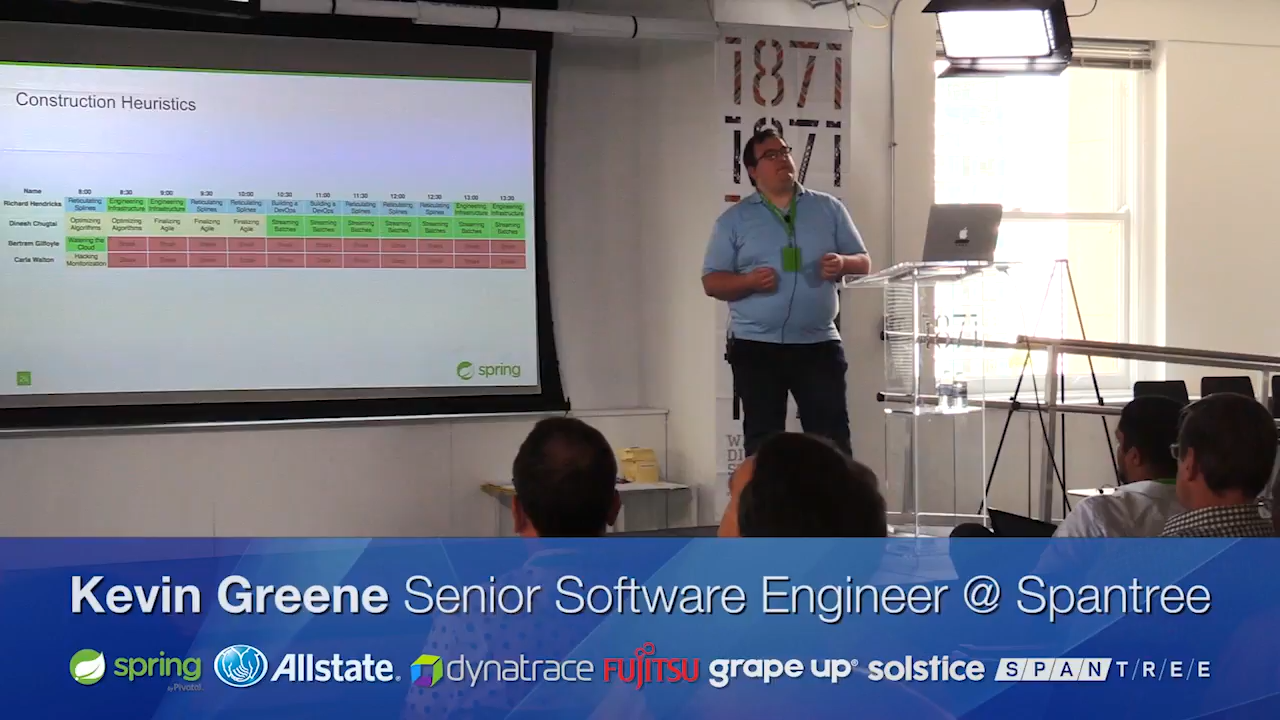 Construction Heuristics
Name 8:00 8:30 9:00 9:30 10:00 10:30 11:00 11:30 12:00 12:30 13:00 13:30
Richard Hendricks Reticulating Splines Engineering Infrastructure Engineering Infrastructure Reticulating Splines Reticulating Splines Building a DevOps Building a DevOps Reticulating Splines Reticulating Splines Reticulating Splines Engineering Infrastructure Engineering Infrastructure
Dinesh Chugtai Optimizing Algorithms Optimizing Algorithms Finalizing Agile Finalizing Agile Finalizing Agile Streaming Batches Streaming Batches Streaming Batches Streaming Batches Streaming Batches Streaming Batches Streaming Batches
Bertram Gilfoyle Watering the Cloud
Carla Walton Hacking Monitorization
spring
1871
1871
1871
Kevin Greene Senior Software Engineer @ Spantree
spring by Pivotal. Allstate. dynatrace FUJITSU grape up® solstice SPANTREE